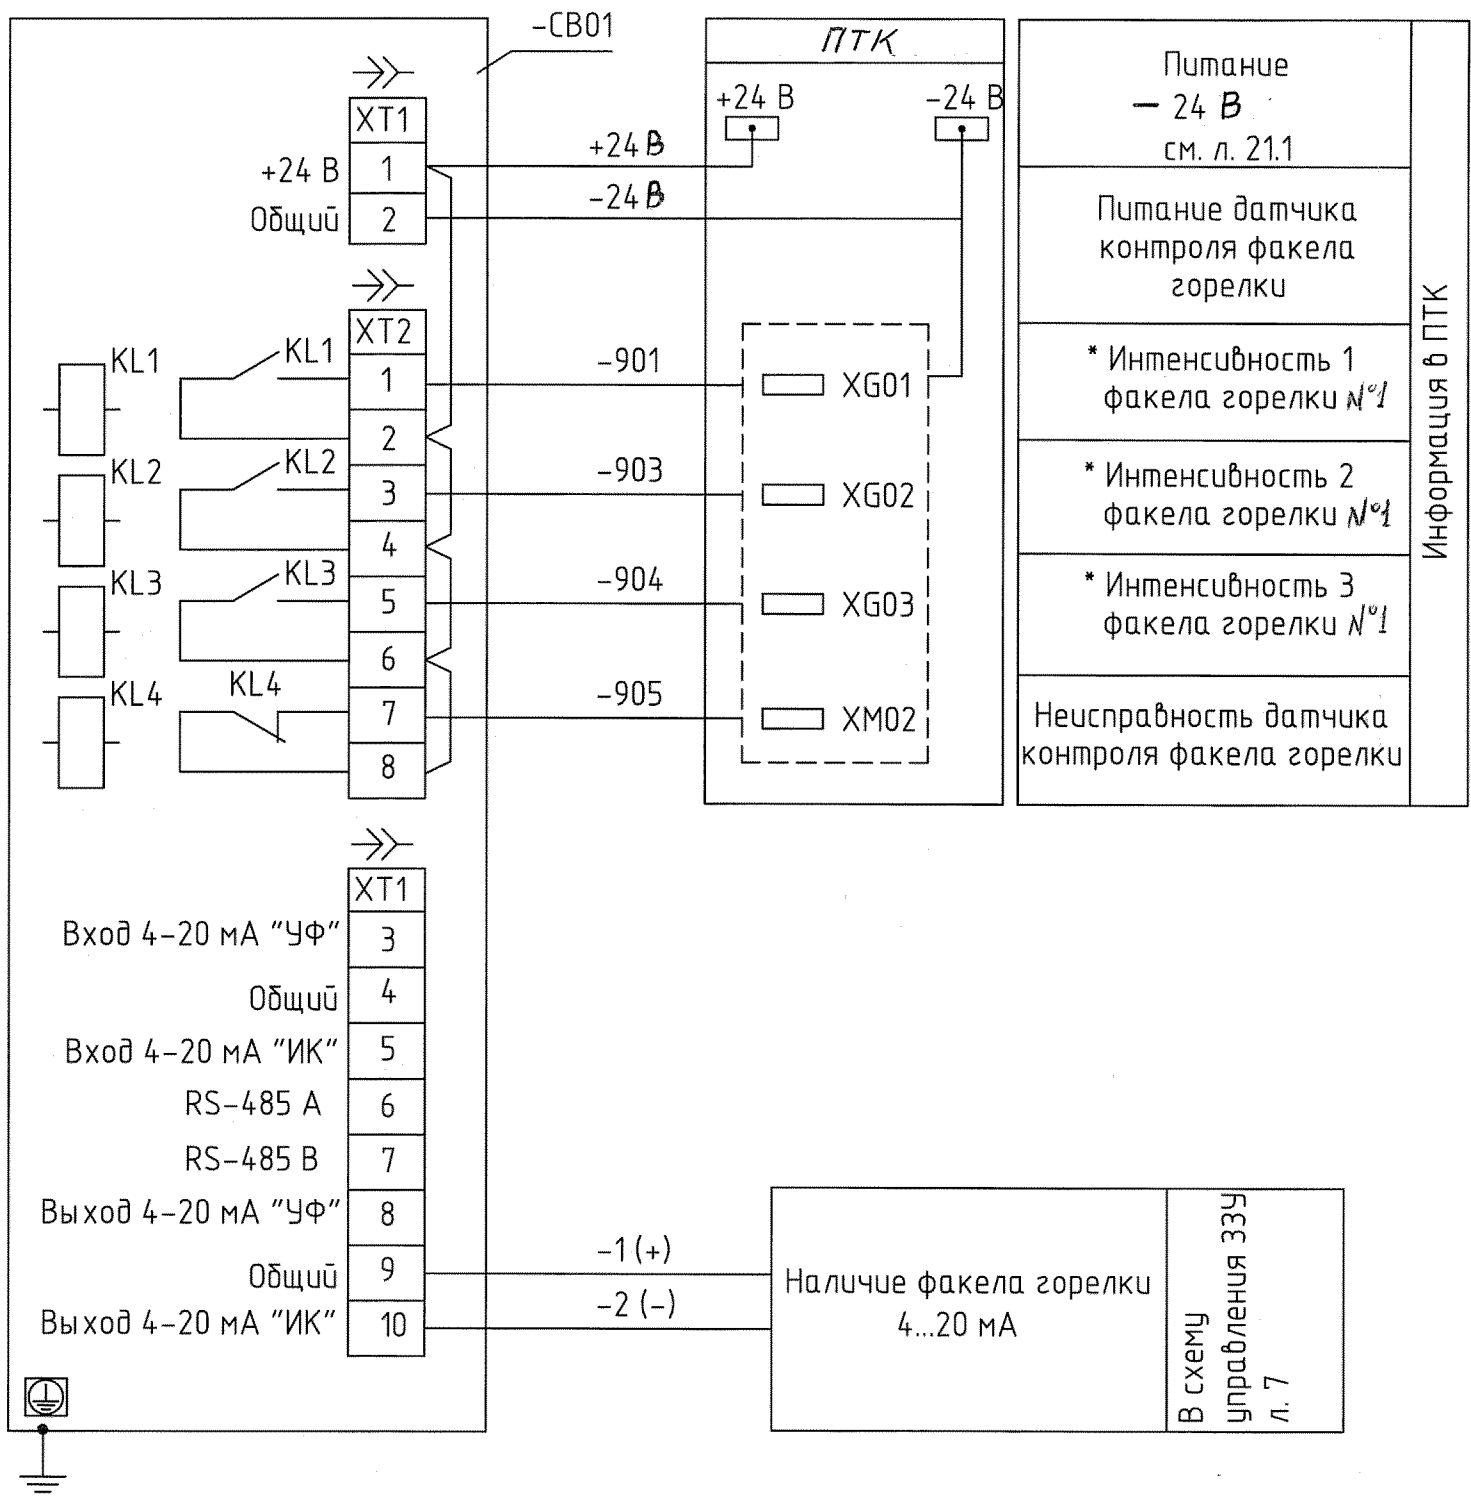 -CB01
XT1
+24 В
1
Общий
2
+24В
-24В
ПТК
+24 В
-24 В
XT2
KL1
KL1
1
2
KL2
KL2
3
4
KL3
KL3
5
6
KL4
KL4
7
8
-901
-903
-904
-905
XG01
XG02
XG03
XM02
Питание
- 24 В
см. л. 21.1
Питание датчика
контроля факела
горелки
* Интенсивность 1
факела горелки №1
* Интенсивность 2
факела горелки №1
* Интенсивность 3
факела горелки №1
Неисправность датчика
контроля факела горелки
Информация в ПТК
XT1
Вход 4-20 мА "УФ"
3
Общий
4
Вход 4-20 мА "ИК"
5
RS-485 A
6
RS-485 B
7
Выход 4-20 мА "УФ"
8
Общий
9
Выход 4-20 мА "ИК"
10
-1 (+)
-2 (-)
Наличие факела горелки
4...20 мА
В схему
управления ЗЗУ
л. 7